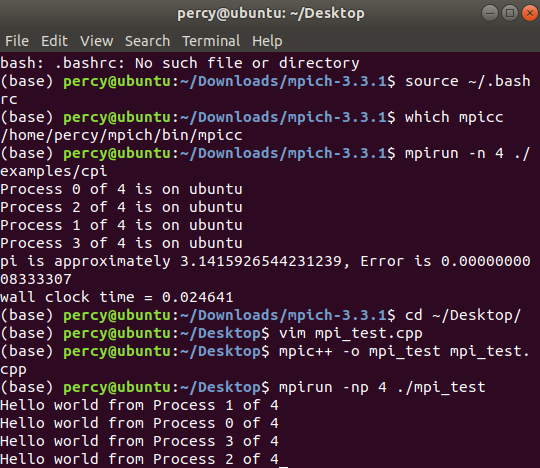 percy@ubuntu: ~/Desktop
File Edit View Search Terminal Help
bash: .bashrc: No such file or directory
(base) percy@ubuntu:~/Downloads/mpich-3.3.1$ source ~/.bash
rc
(base) percy@ubuntu:~/Downloads/mpich-3.3.1$ which mpicc
/home/percy/mpich/bin/mpicc
(base) percy@ubuntu:~/Downloads/mpich-3.3.1$ mpirun -n 4 ./
examples/cpi
Process 0 of 4 is on ubuntu
Process 2 of 4 is on ubuntu
Process 1 of 4 is on ubuntu
Process 3 of 4 is on ubuntu
pi is approximately 3.1415926544231239, Error is 0.00000000
08333307
wall clock time = 0.024641
(base) percy@ubuntu:~/Downloads/mpich-3.3.1$ cd ~/Desktop/
(base) percy@ubuntu:~/Desktop$ vim mpi_test.cpp
(base) percy@ubuntu:~/Desktop$ mpic++ -o mpi_test mpi_test.
cpp
(base) percy@ubuntu:~/Desktop$ mpirun -np 4 ./mpi_test
Hello world from Process 1 of 4
Hello world from Process 0 of 4
Hello world from Process 3 of 4
Hello world from Process 2 of 4